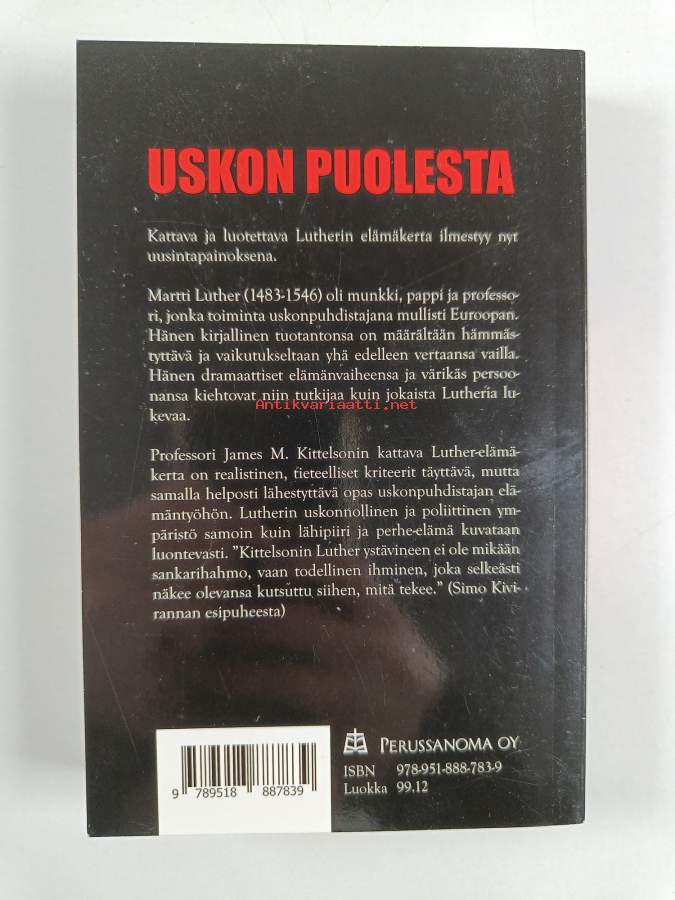 USKON PUOLESTA
Kattava ja luotettava Lutherin elämäkerta ilmestyy nyt
uusintapainoksena.
Martti Luther (1483-1546) oli munkki, pappi ja professo-
ri, jonka toiminta uskonpuhdistajana mullisti Euroopan.
Hänen kirjallinen tuotantonsa on määrältään hämmäs-
tyttävä ja vaikutukseltaan yhä edelleen vertaansa vailla.
Hänen dramaattiset elämänvaiheensa ja värikäs persoo-
nansa kiehtovat niin tutkijaa kuin jokaista Lutheria lu-
Antikvariaatti.net
kevaa.
Professori James M. Kittelsonin kattava Luther-elämä-
kerta on realistinen, tieteelliset kriteerit täyttävä, mutta
samalla helposti lähestyttävä opas uskonpuhdistajan elä-
mäntyöhön. Lutherin uskonnollinen ja poliittinen ym-
päristö samoin kuin lähipiiri ja perhe-elämä kuvataan
luontevasti. "Kittelsonin Luther ystävineen ei ole mikään
sankarihahmo, vaan todellinen ihminen, joka selkeästi
näkee olevansa kutsuttu siihen, mitä tekee." (Simo Kivi-
rannan esipuheesta)
PERUSSANOMA OY
ISBN 978-951-888-783-9
Luokka 99.12
9 789518 887839